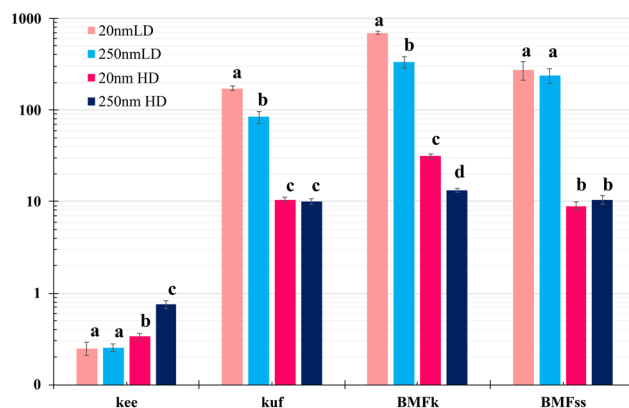 1000
100
10
1
0
20nmLD
250nmLD
20nm HD
250nm HD
a a b c
a b c c
a b c d
a a b b
kee kuf BMFk BMFss